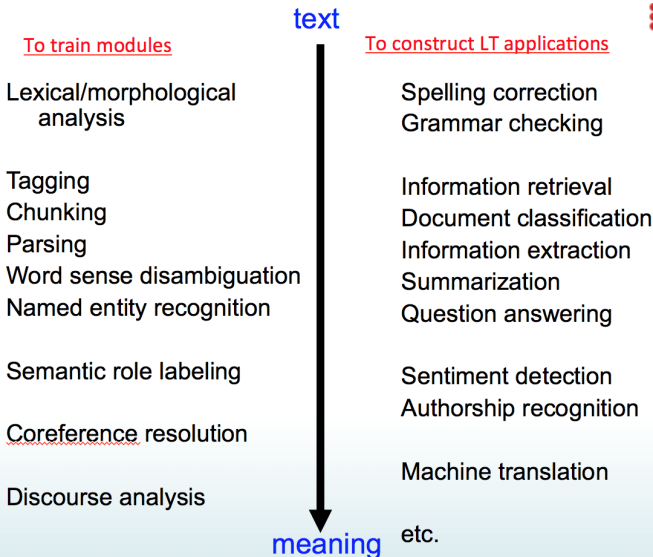 text
To train modules
Lexical/morphological
analysis
Tagging
Chunking
Parsing
Word sense disambiguation
Named entity recognition
Semantic role labeling
Coreference resolution
Discourse analysis
To construct LT applications
Spelling correction
Grammar checking
Information retrieval
Document classification
Information extraction
Summarization
Question answering
Sentiment detection
Authorship recognition
Machine translation
etc.
meaning